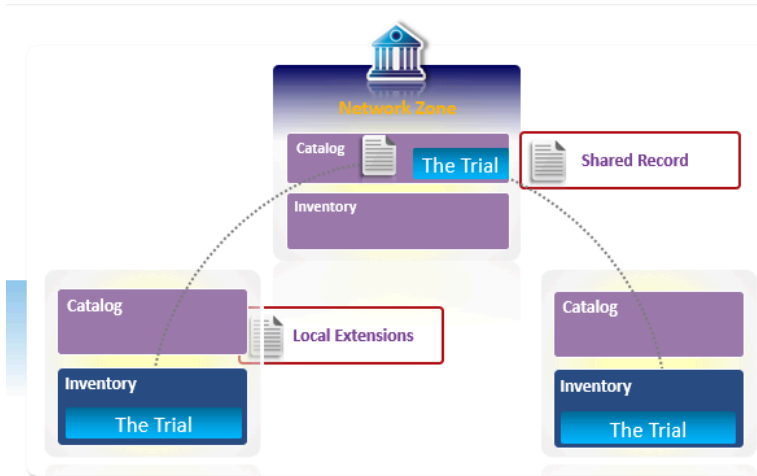 Network Zone
Catalog
The Trial
Shared Record
Inventory
Catalog
Local Extensions
Inventory
The Trial
Catalog
Inventory
The Trial